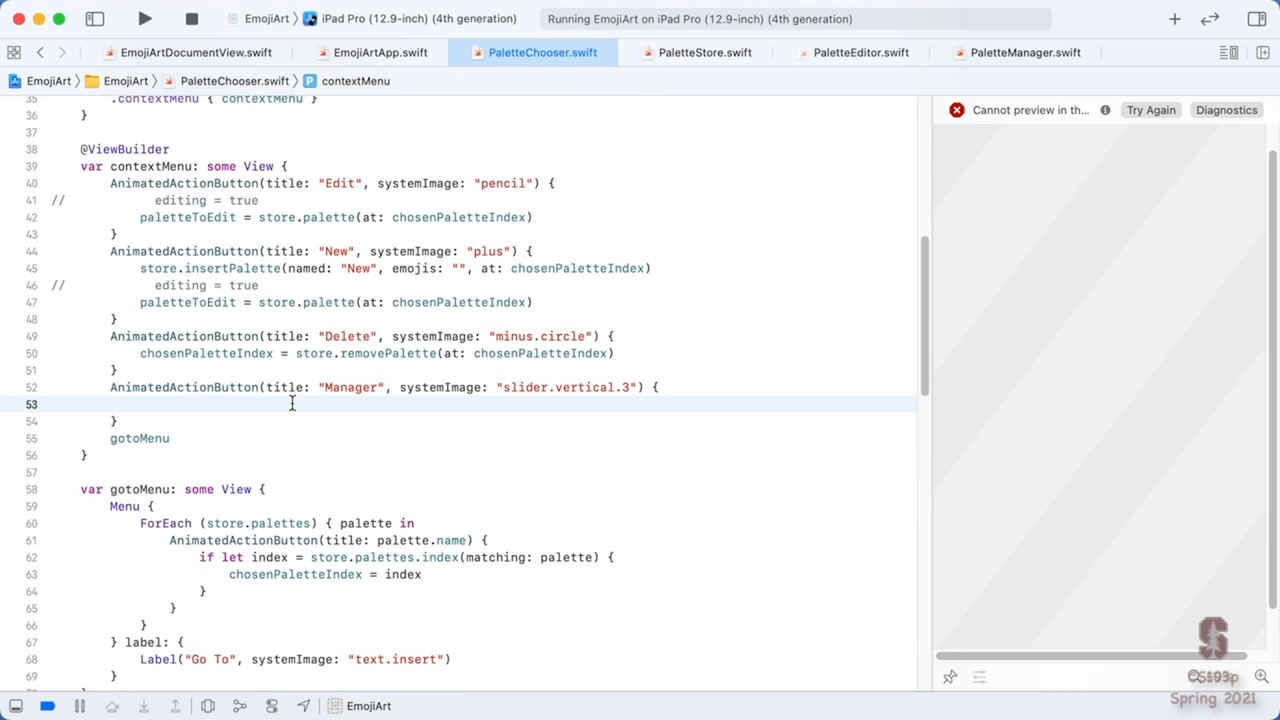 EmojiArt 〉 iPad Pro (12.9-inch) (4th generation)
Running EmojiArt on iPad Pro (12.9-inch) (4th generation)
EmojiArtDocumentView.swift
EmojiArtApp.swift
PaletteChooser.swift
PaletteStore.swift
PaletteEditor.swift
PaletteManager.swift
EmojiArt 〉 EmojiArt 〉 PaletteChooser.swift 〉 P contextMenu
35 .contextMenu { contextMenu }
36 }
37
38 @ViewBuilder
39 var contextMenu: some View {
40 AnimatedActionButton(title: "Edit", systemImage: "pencil") {
41 // editing = true
42 paletteToEdit = store.palette(at: chosenPaletteIndex)
43 }
44 AnimatedActionButton(title: "New", systemImage: "plus") {
45 store.insertPalette(named: "New", emojis: "", at: chosenPaletteIndex)
46 // editing = true
47 paletteToEdit = store.palette(at: chosenPaletteIndex)
48 }
49 AnimatedActionButton(title: "Delete", systemImage: "minus.circle") {
50 chosenPaletteIndex = store.removePalette(at: chosenPaletteIndex)
51 }
52 AnimatedActionButton(title: "Manager", systemImage: "slider.vertical.3") {
53
54 }
55 gotoMenu
56 }
57
58 var gotoMenu: some View {
59 Menu {
60 ForEach (store.palettes) { palette in
61 AnimatedActionButton(title: palette.name) {
62 if let index = store.palettes.index(matching: palette) {
63 chosenPaletteIndex = index
64 }
65 }
66 }
67 } label: {
68 Label("Go To", systemImage: "text.insert")
69 }
Cannot preview in th...
Try Again
Diagnostics
S
CS193p
Spring 2021
EmojiArt